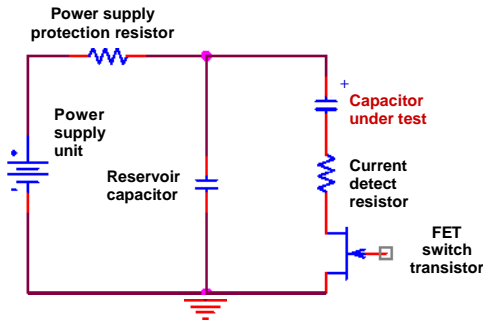 Power supply
protection resistor
+
Capacitor
under test
Power
supply
unit
+
-
Reservoir
capacitor
Current
detect
resistor
FET
switch
transistor